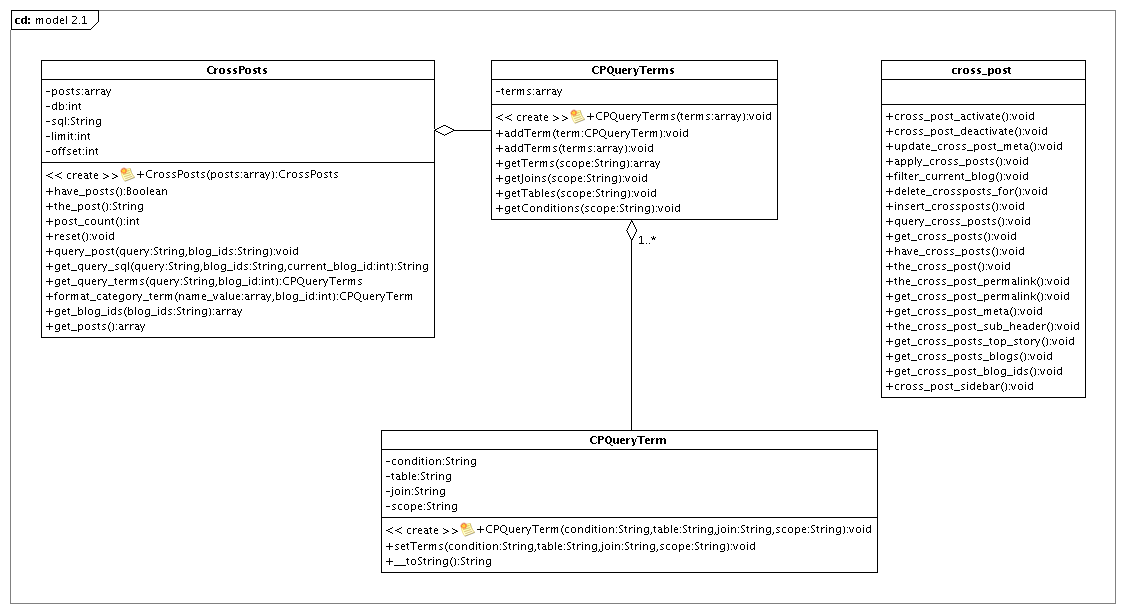 cd: model 2.1
CrossPosts
-posts:array
-db:int
-sql:String
-limit:int
-offset:int
<< create >>+CrossPosts(posts:array):CrossPosts
+have_posts():Boolean
+the_post():String
+post_count():int
+reset():void
+query_post(query:String,blog_ids:String):void
+get_query_sql(query:String,blog_ids:String,current_blog_id:int):String
+get_query_terms(query:String,blog_id:int):CPQueryTerms
+format_category_term(name_value:array,blog_id:int):CPQueryTerm
+get_blog_ids(blog_ids:String):array
+get_posts():array
CPQueryTerms
-terms:array
<< create >>+CPQueryTerms(terms:array):void
+addTerm(term:CPQueryTerm):void
+addTerms(terms:array):void
+getTerms(scope:String):array
+getJoins(scope:String):void
+getTables(scope:String):void
+getConditions(scope:String):void
1..*
cross_post
+cross_post_activate():void
+cross_post_deactivate():void
+update_cross_post_meta():void
+apply_cross_posts():void
+filter_current_blog():void
+delete_crossposts_for():void
+insert_crossposts():void
+query_cross_posts():void
+get_cross_posts():void
+have_cross_posts():void
+the_cross_post():void
+the_cross_post_permalink():void
+get_cross_post_permalink():void
+get_cross_post_meta():void
+the_cross_post_sub_header():void
+get_cross_posts_top_story():void
+get_cross_posts_blogs():void
+get_cross_post_blog_ids():void
+cross_post_sidebar():void
CPQueryTerm
-condition:String
-table:String
-join:String
-scope:String
<< create >>+CPQueryTerm(condition:String,table:String,join:String,scope:String):void
+setTerms(condition:String,table:String,join:String,scope:String):void
+__toString():String